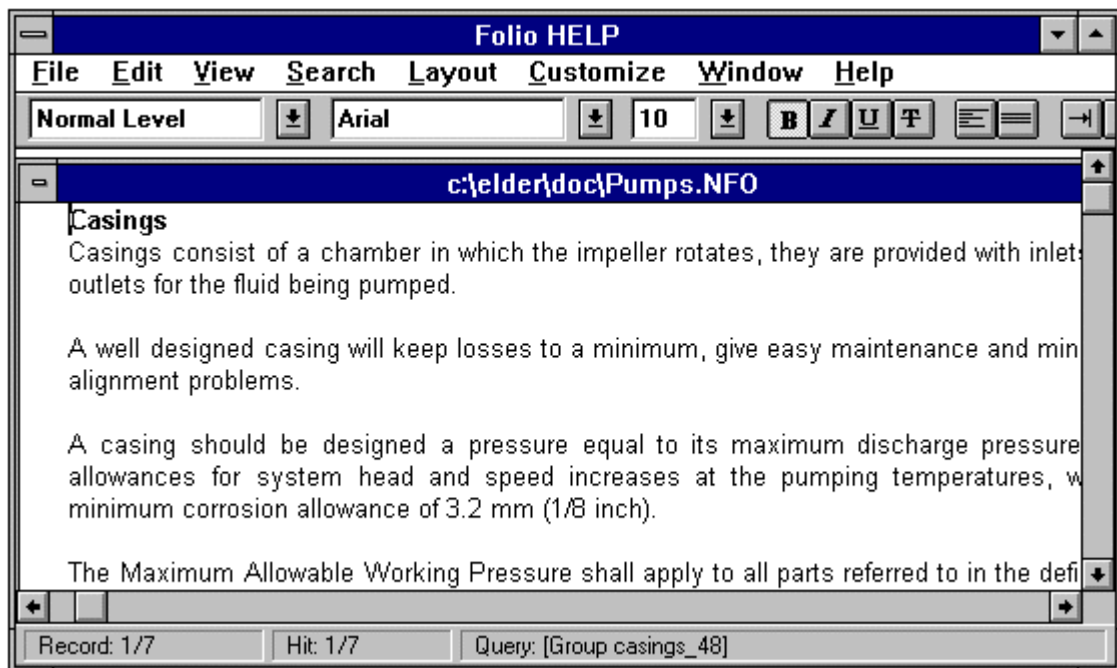 Folio HELP
File Edit View Search Layout Customize Window Help
Normal Level Arial 10 B I U T
c:\elder\doc\Pumps.NFO
Casings
Casings consist of a chamber in which the impeller rotates, they are provided with inlets
outlets for the fluid being pumped.
A well designed casing will keep losses to a minimum, give easy maintenance and min
alignment problems.
A casing should be designed a pressure equal to its maximum discharge pressure
allowances for system head and speed increases at the pumping temperatures, w
minimum corrosion allowance of 3.2 mm (1/8 inch).
The Maximum Allowable Working Pressure shall apply to all parts referred to in the defi
Record: 1/7 Hit: 1/7 Query: [Group casings_48]